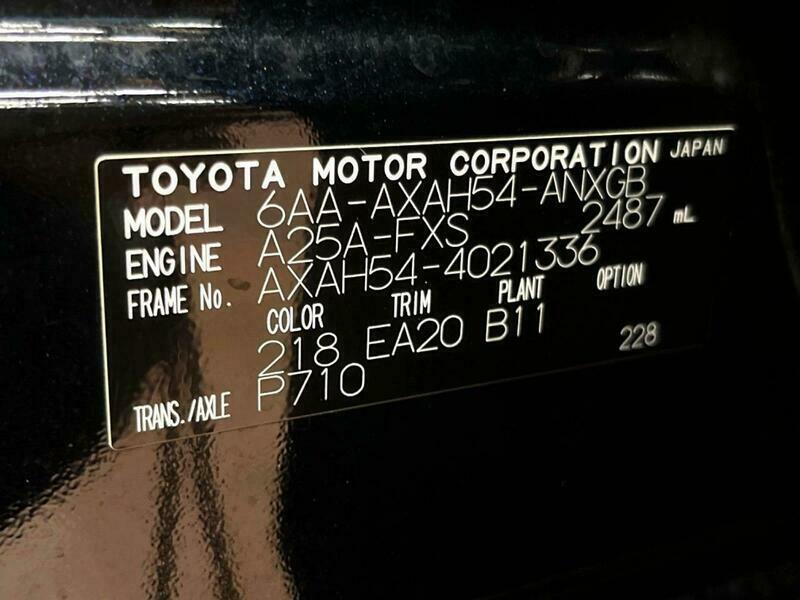 TOYOTA MOTOR CORPORATION JAPAN
MODEL 6AA-AXAH54-ANXGB
ENGINE A25A-FXS 2487 mL
FRAME No. AXAH54-4021336
COLOR TRIM PLANT OPTION
218 EA20 B11 228
TRANS./AXLE P710